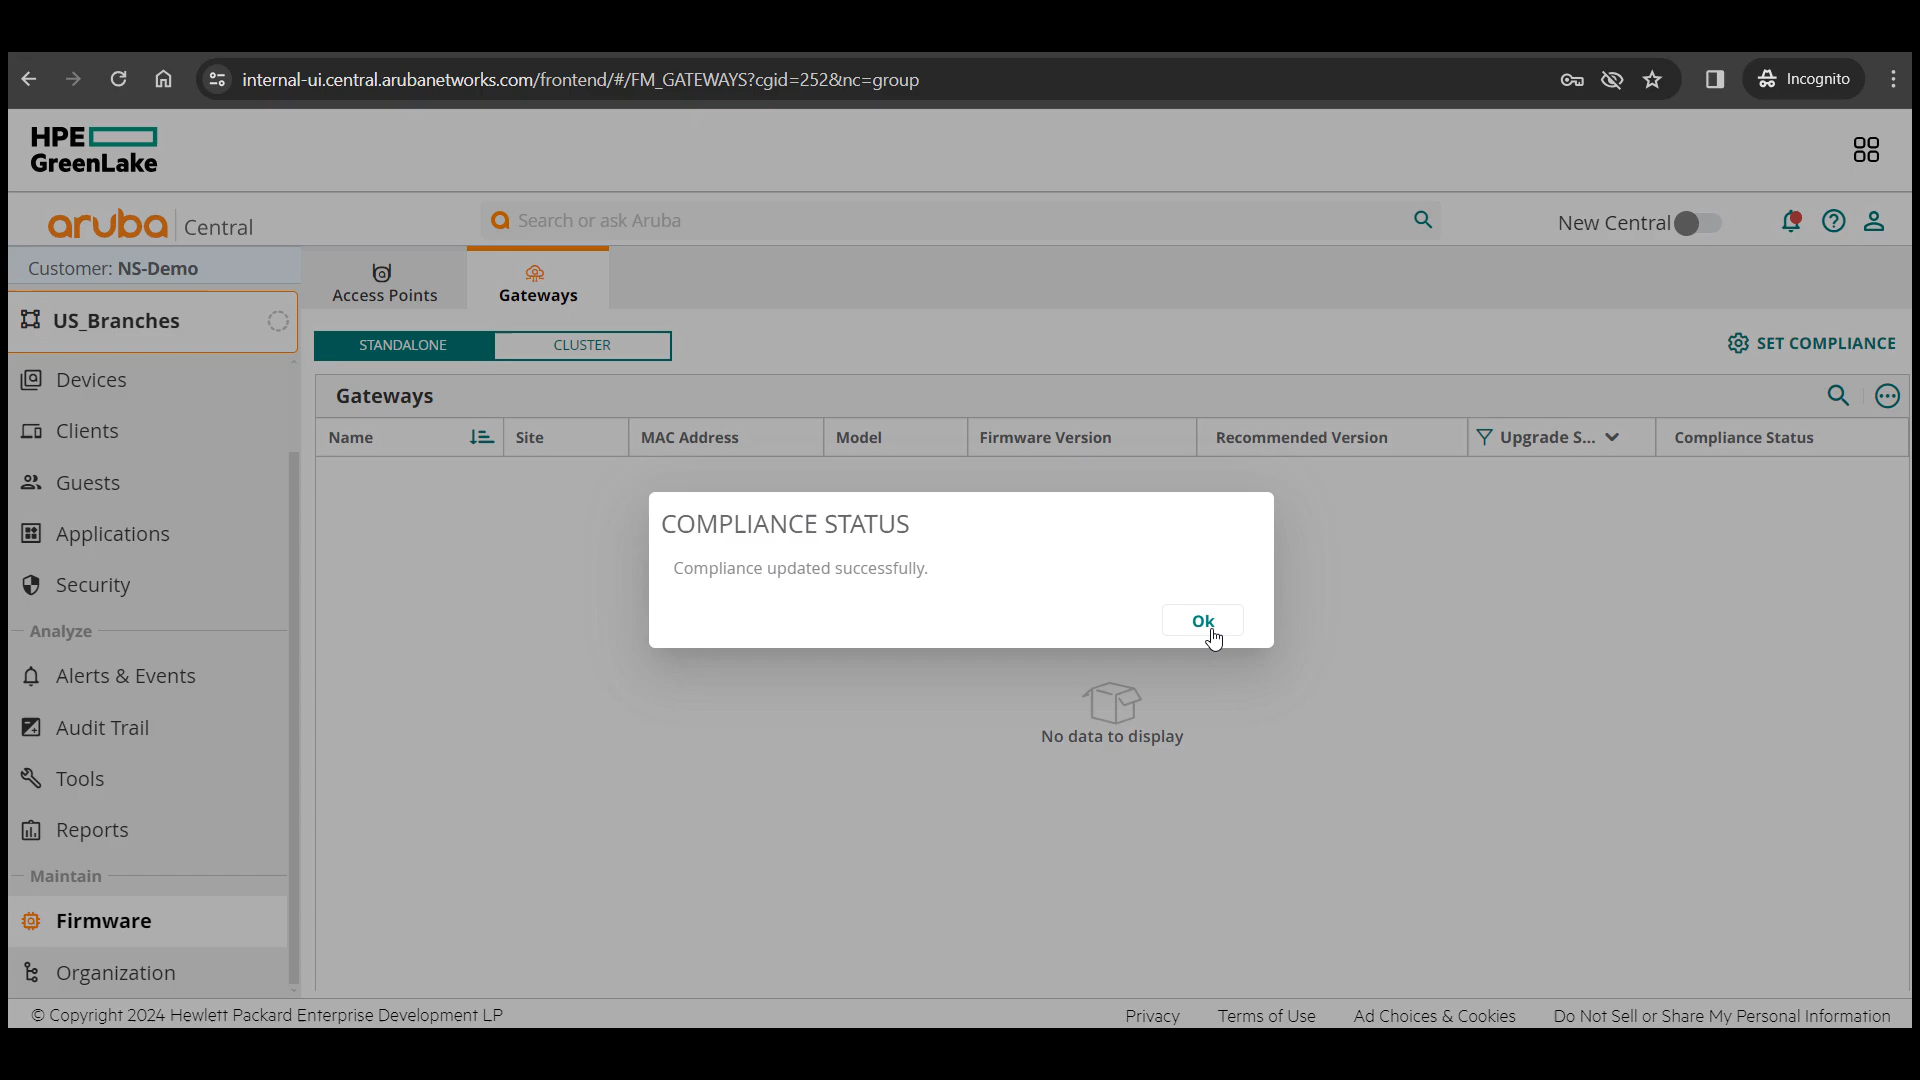 internal-ui.central.arubanetworks.com/frontend/#/FM_GATEWAYS?cgid=252&nc=group
Incognito
HPE
GreenLake
aruba Central
Search or ask Aruba
New Central
Customer: NS-Demo
Access Points
Gateways
US_Branches
STANDALONE
CLUSTER
SET COMPLIANCE
Devices
Gateways
Clients
Name
Site
MAC Address
Model
Firmware Version
Recommended Version
Upgrade S...
Compliance Status
Guests
Applications
Security
COMPLIANCE STATUS
Compliance updated successfully.
Ok
Analyze
Alerts & Events
Audit Trail
No data to display
Tools
Reports
Maintain
Firmware
Organization
© Copyright 2024 Hewlett Packard Enterprise Development LP
Privacy
Terms of Use
Ad Choices & Cookies
Do Not Sell or Share My Personal Information